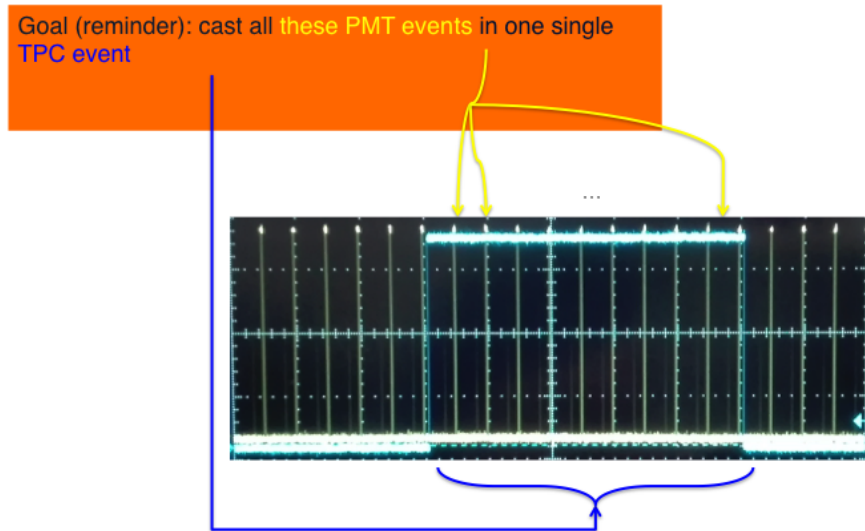 Goal (reminder): cast all these PMT events in one single
TPC event
...